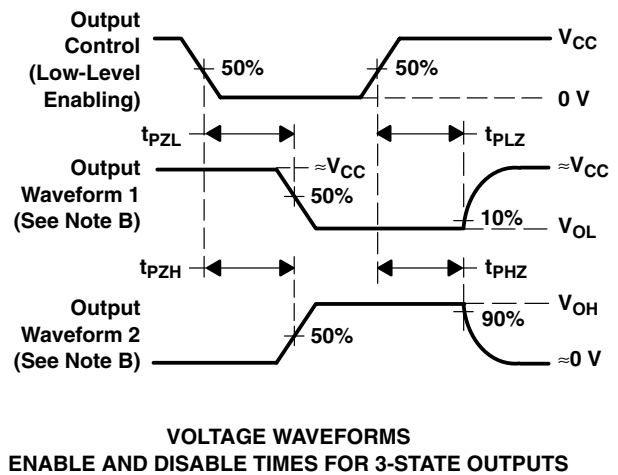 Output
Control
(Low-Level
Enabling)
50%
50%
VCC
0 V
tPZL
tPLZ
Output
Waveform 1
(See Note B)
≈VCC
50%
10%
≈VCC
VOL
tPZH
tPHZ
Output
Waveform 2
(See Note B)
50%
90%
VOH
≈0 V
VOLTAGE WAVEFORMS
ENABLE AND DISABLE TIMES FOR 3-STATE OUTPUTS